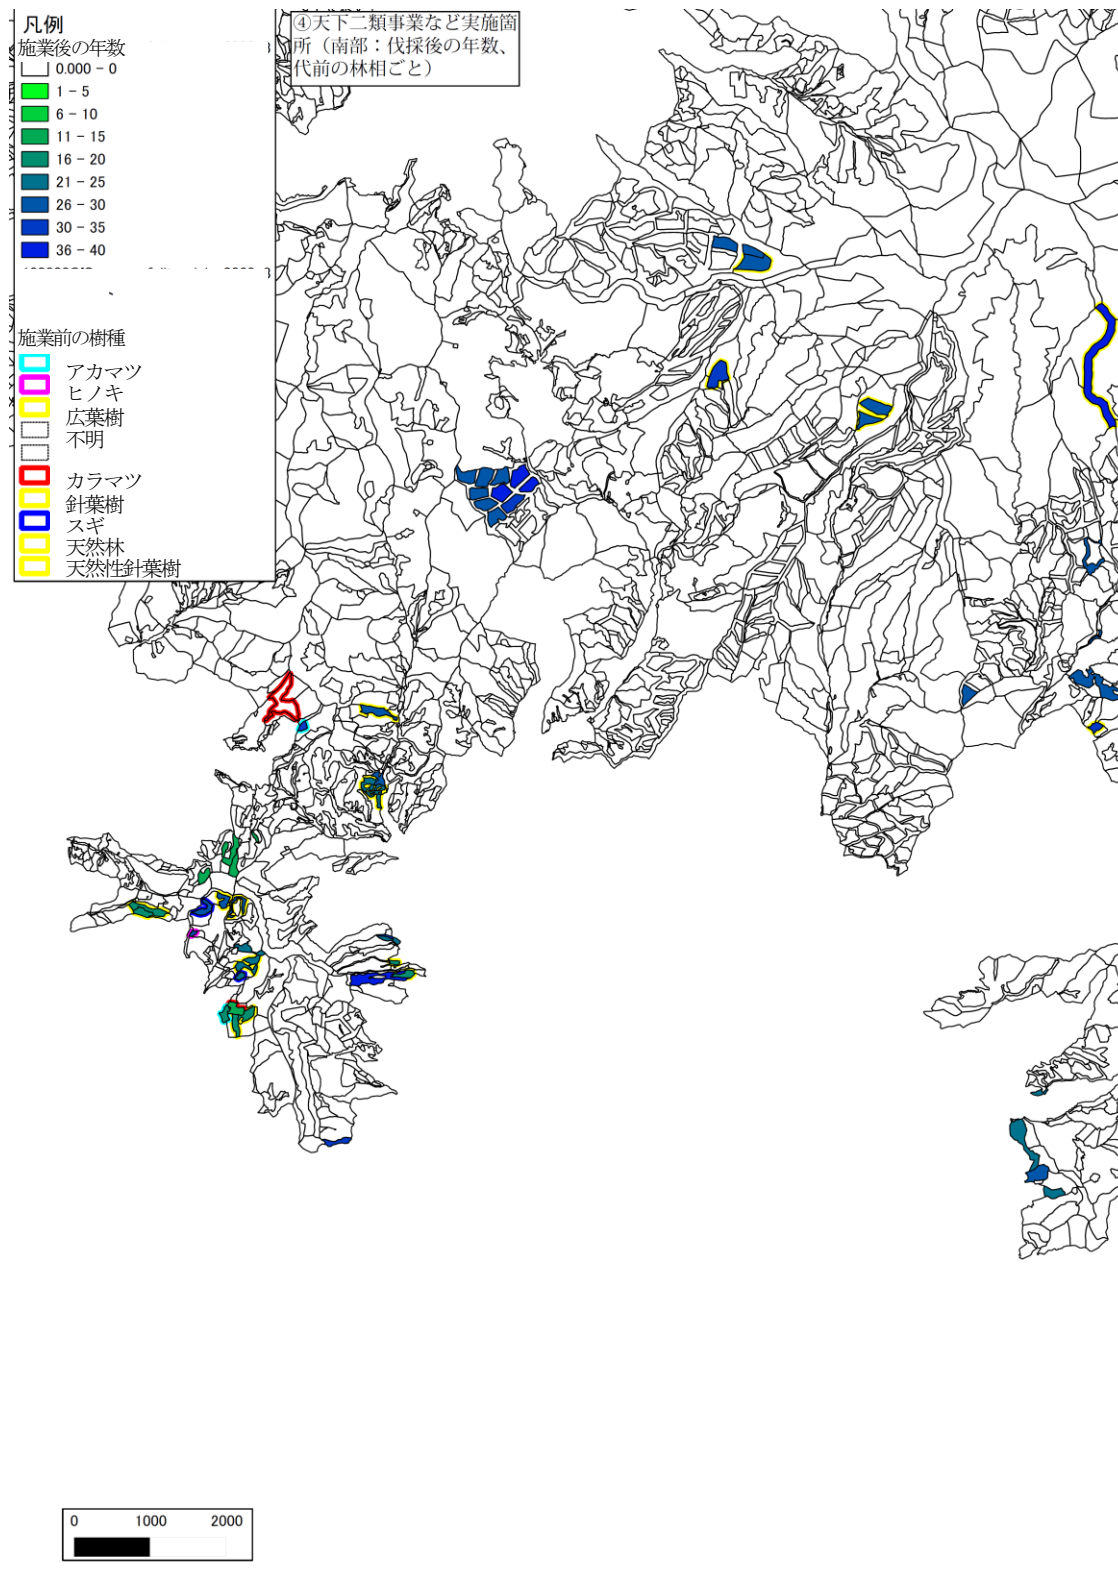 凡例
施業後の年数
0.000 - 0
1 - 5
6 - 10
11 - 15
16 - 20
21 - 25
26 - 30
30 - 35
36 - 40
施業前の樹種
アカマツ
ヒノキ
広葉樹
不明
カラマツ
針葉樹
スギ
天然林
天然性針葉樹
④天下二類事業など実施箇
所（南部：伐採後の年数、
代前の林相ごと）
0 1000 2000